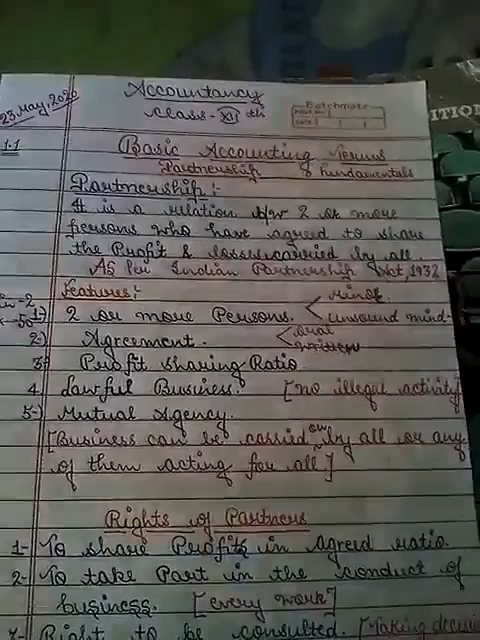 Accountancy
23 May, 2020
Class - XII th
Batchmate
PAGE NO.
DATE
ITION
1.1
Basic Accounting Terms
Partnership & Fundamentals
Partnership :-
It is a relation b/w 2 or more
persons who have agreed to share
the Profit & losses carried by all.
As Per Indian Partnership Act, 1932
Features:-
1) 2 or more Persons. < minor.
unsound mind.
2) Agreement. < oral
written
3 Profit sharing Ratio
4. Lawful Business. [no illegal activity]
5) Mutual Agency.
[Business can be carried on by all or any
of them acting for all"]
Rights of Partners
1- To share Profits in Agreed ratio.
2- To take Part in the conduct of
business. [every work]
Right to be consulted. [Making